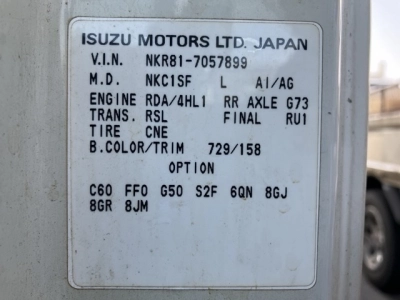 ISUZU MOTORS LTD. JAPAN
V.I.N. NKR81-7057899
M.D. NKC1SF L AI/AG
ENGINE RDA/4HL1 RR AXLE G73
TRANS. RSL FINAL RU1
TIRE CNE
B.COLOR/TRIM 729/158
OPTION
C60 FFO G50 S2F 6QN 8GJ
8GR 8JM